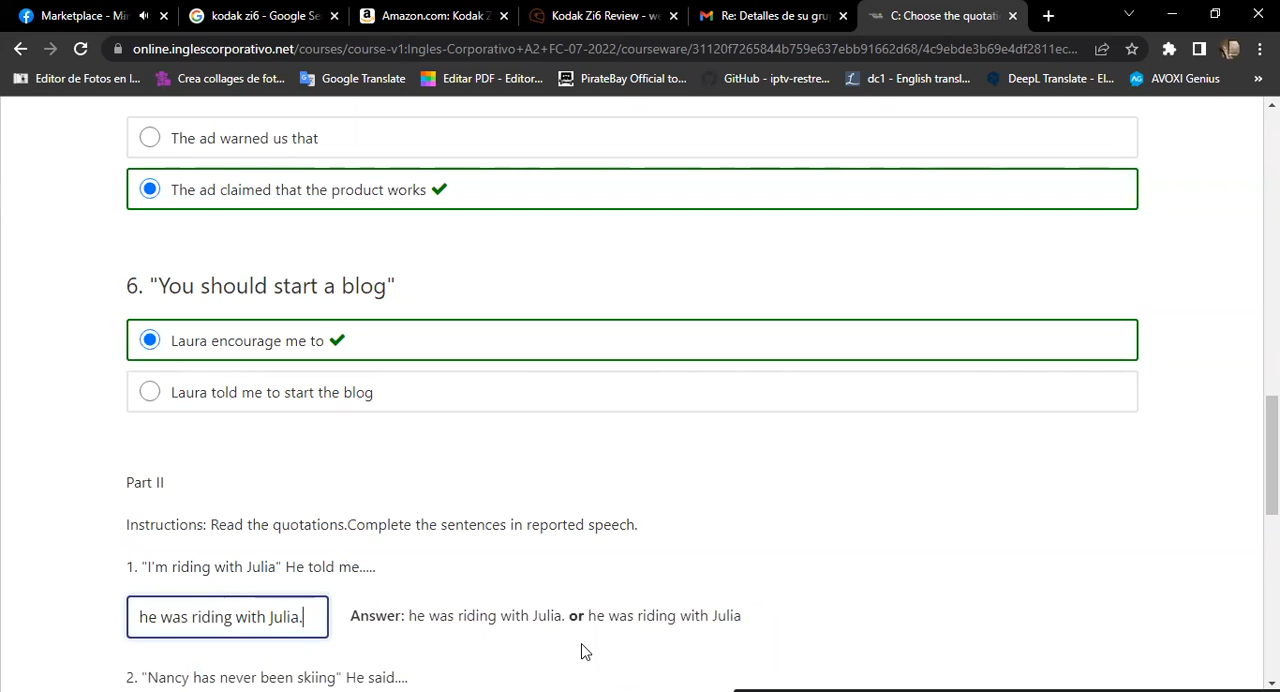 Marketplace - Mi
kodak zi6 - Google Se
Amazon.com: Kodak Z
Kodak Zi6 Review - we
Re: Detalles de su gru
C: Choose the quotati
online.inglescorporativo.net/courses/course-v1:Ingles-Corporativo+A2+FC-07-2022/courseware/31120f7265844b759e637ebb91662d68/4c9ebde3b69e4df2811ec...
Editor de Fotos en l...
Crea collages de fot...
Google Translate
Editar PDF - Editor...
PirateBay Official to...
GitHub - iptv-restre...
dc1 - English transl...
DeepL Translate - El...
AVOXI Genius
»
The ad warned us that
The ad claimed that the product works
6. "You should start a blog"
Laura encourage me to
Laura told me to start the blog
Part II
Instructions: Read the quotations.Complete the sentences in reported speech.
1. "I'm riding with Julia" He told me.....
he was riding with Julia.
Answer: he was riding with Julia. or he was riding with Julia
2. "Nancy has never been skiing" He said....